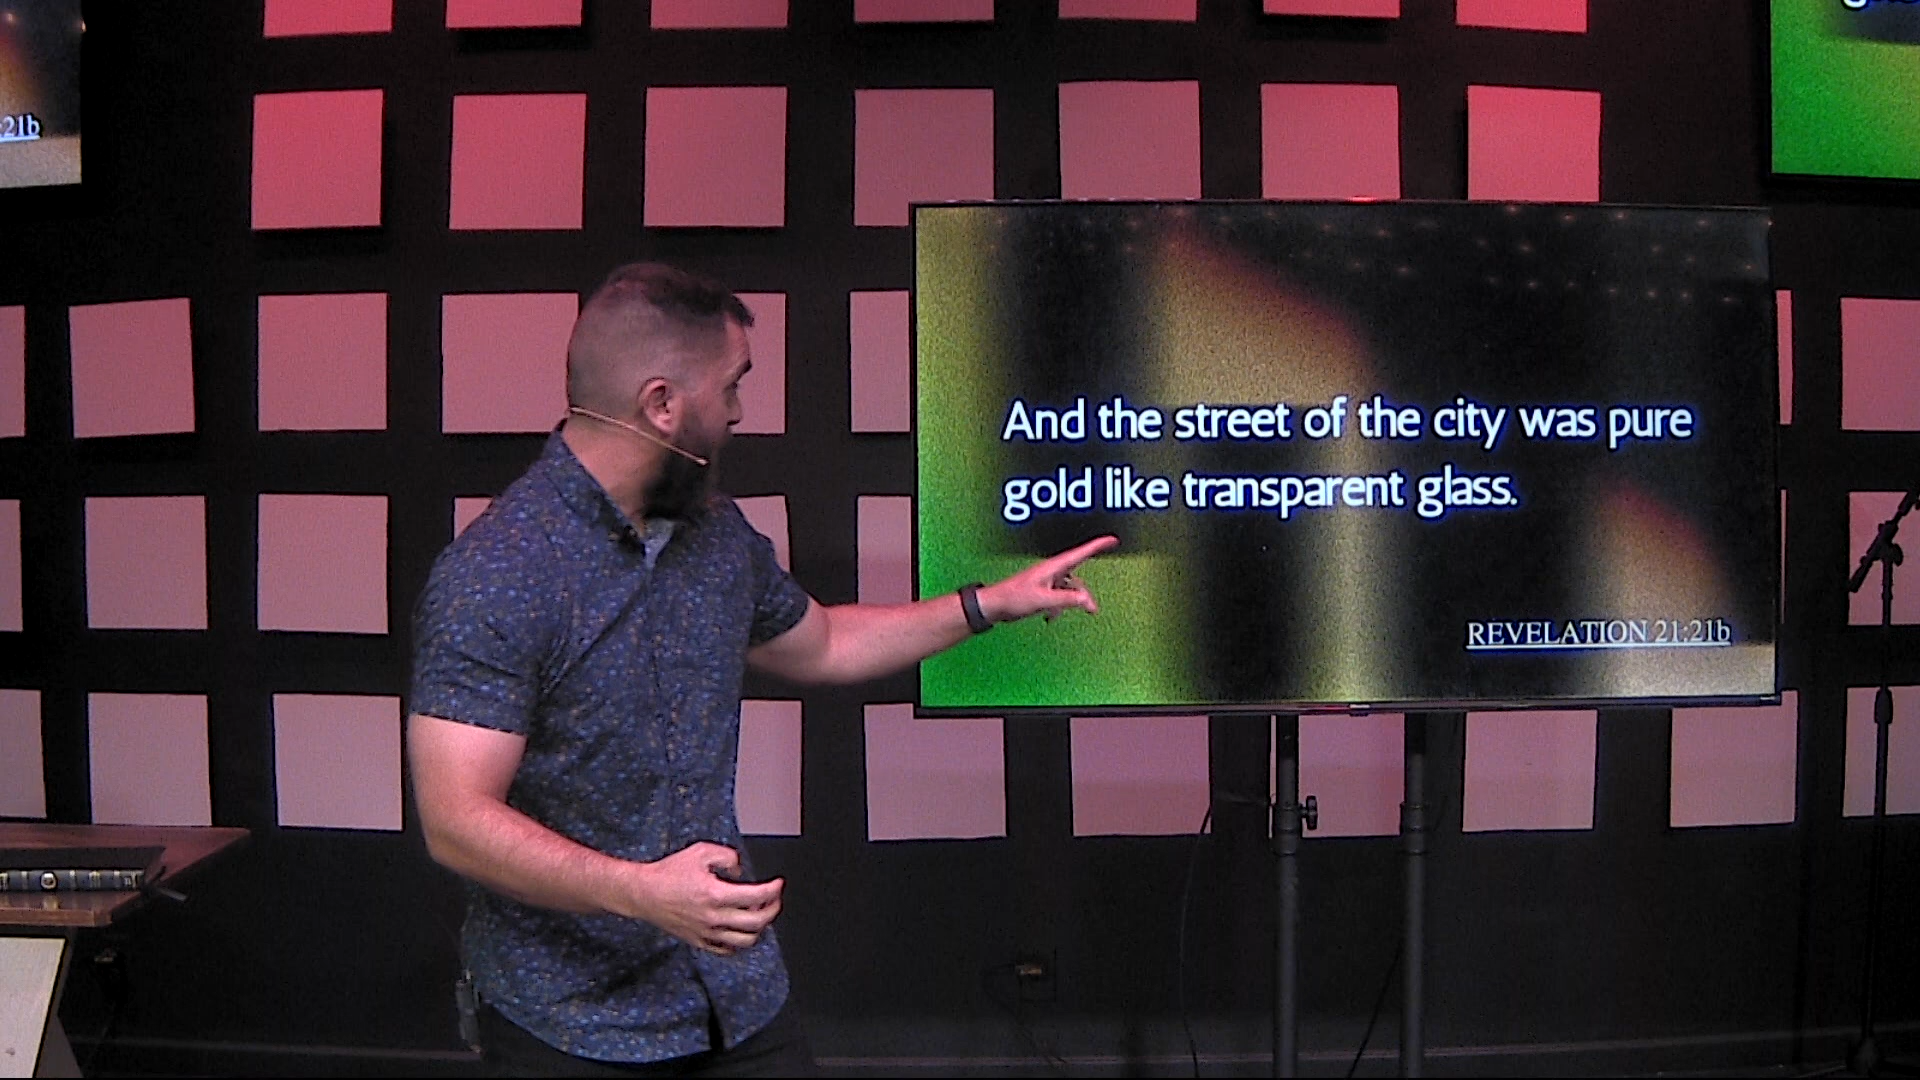 :21b
And the street of the city was pure
gold like transparent glass.
REVELATION 21:21b